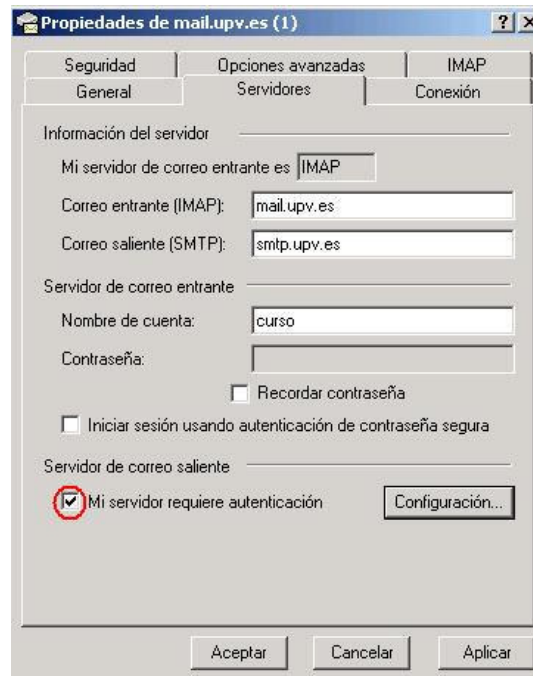 Propiedades de mail.upv.es (1)
Seguridad Opciones avanzadas IMAP
General Servidores Conexión
Información del servidor
Mi servidor de correo entrante es IMAP
Correo entrante (IMAP): mail.upv.es
Correo saliente (SMTP): smtp.upv.es
Servidor de correo entrante
Nombre de cuenta: curso
Contraseña:
Recordar contraseña
Iniciar sesión usando autenticación de contraseña segura
Servidor de correo saliente
Mi servidor requiere autenticación Configuración...
Aceptar Cancelar Aplicar